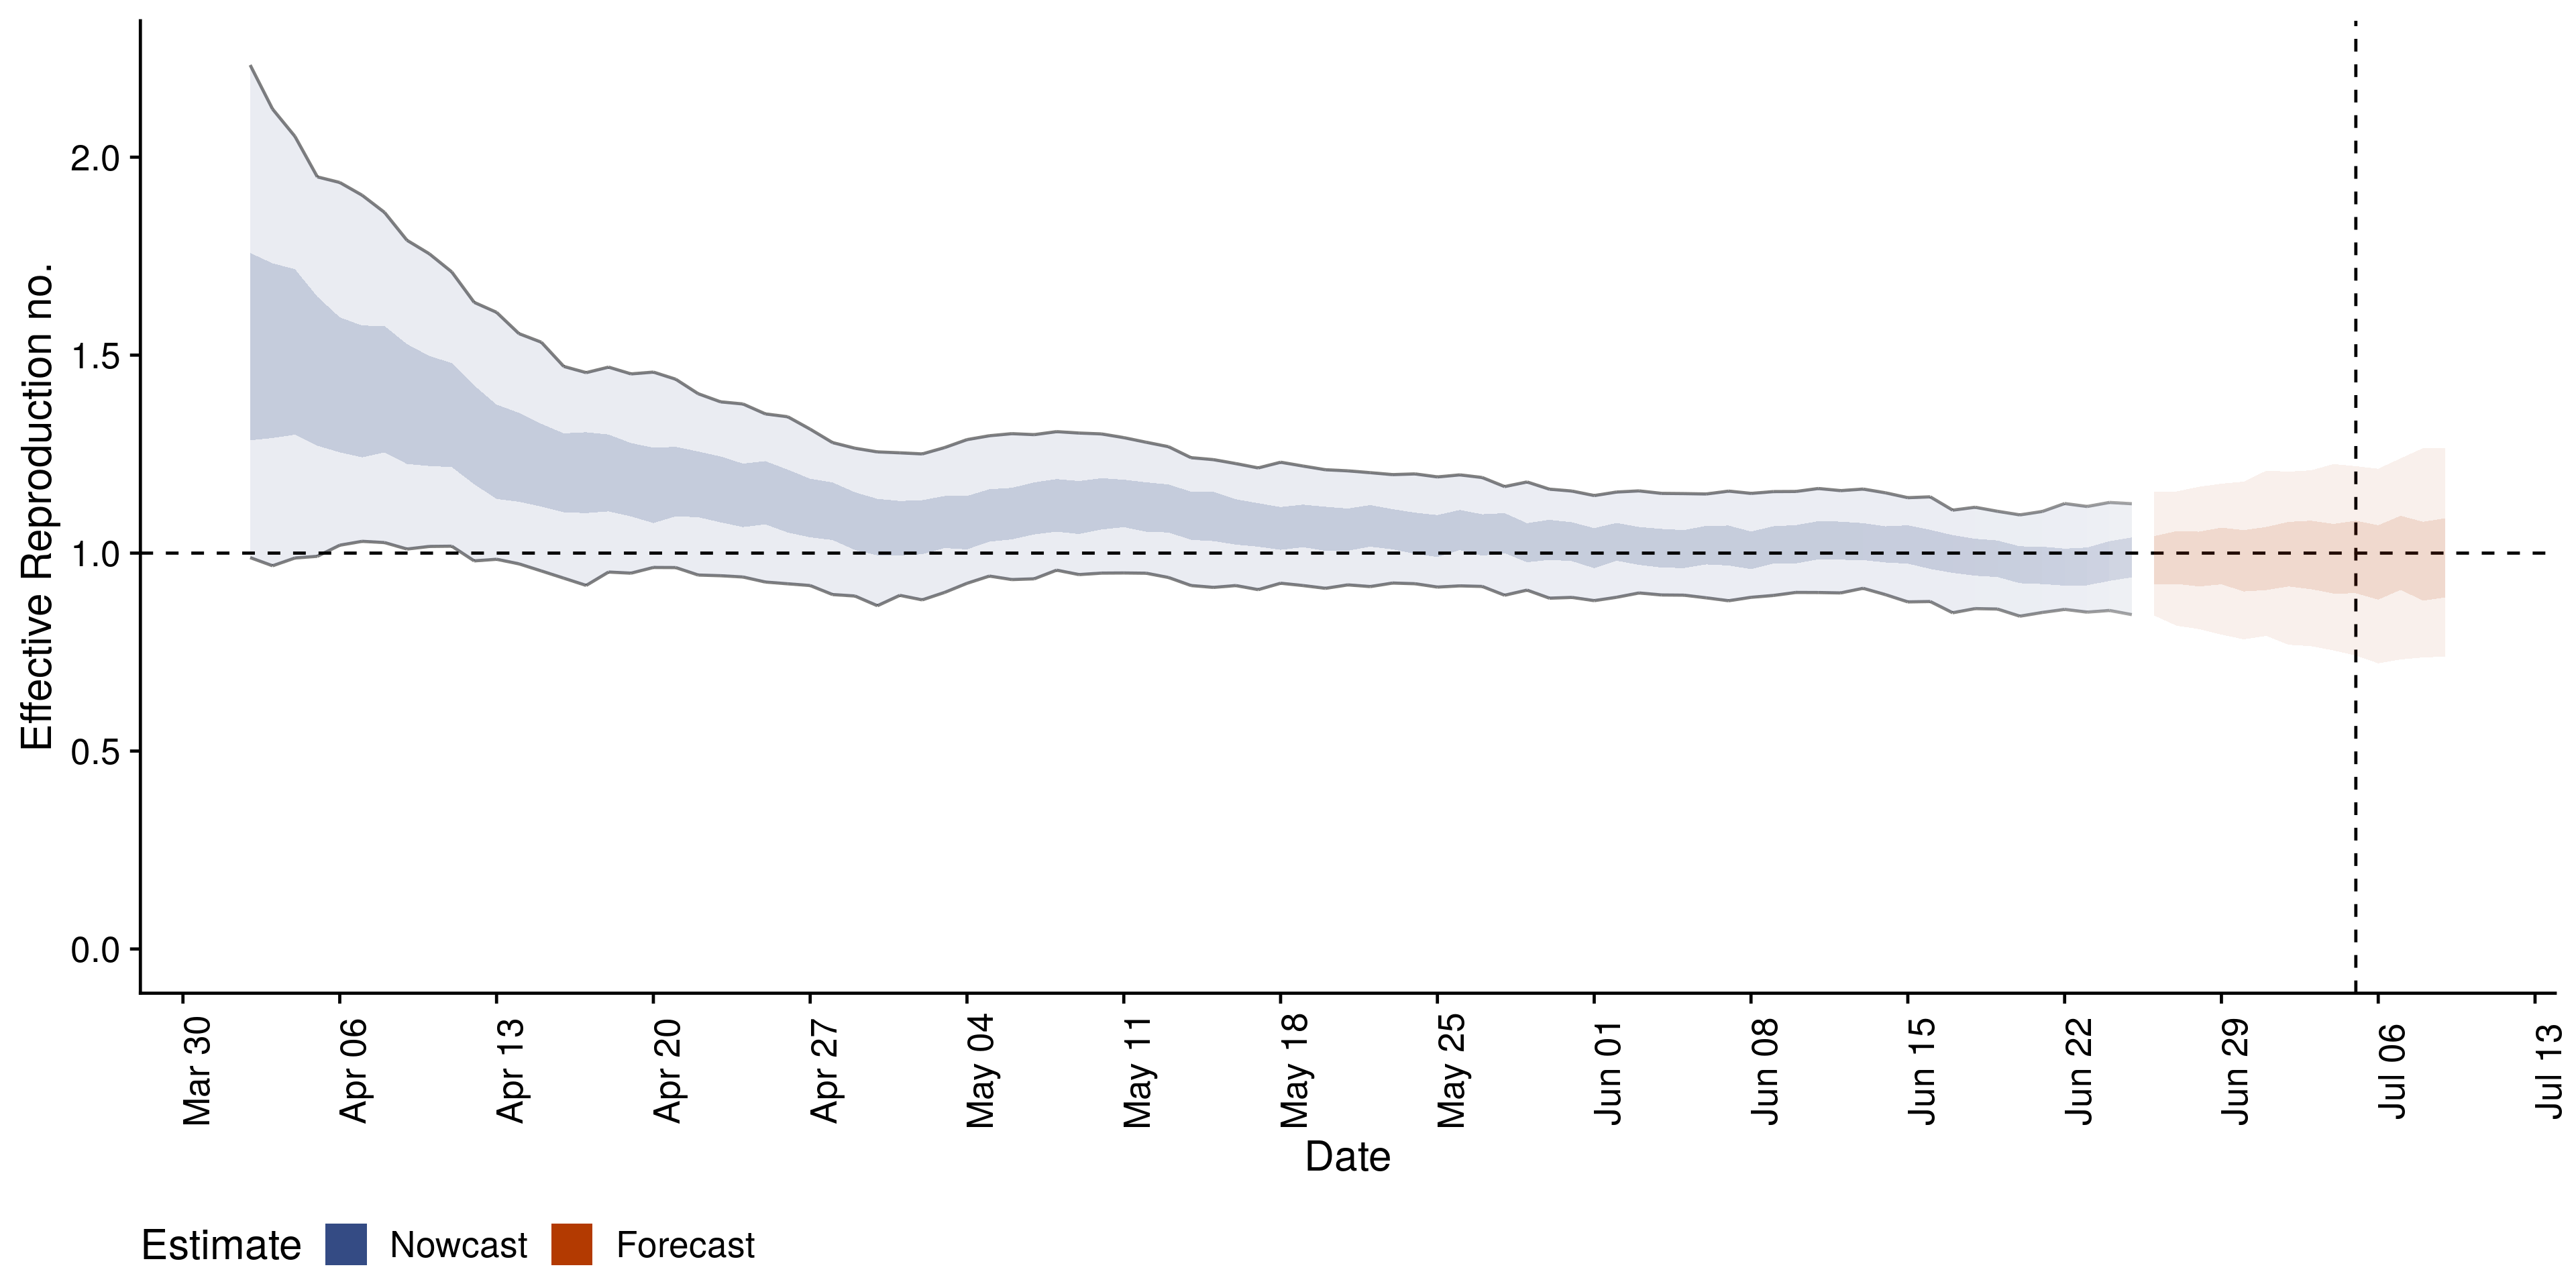 Effective Reproduction no.
2.0
1.5
1.0
0.5
0.0
Mar 30
Apr 06
Apr 13
Apr 20
Apr 27
May 04
May 11
May 18
May 25
Jun 01
Jun 08
Jun 15
Jun 22
Jun 29
Jul 06
Jul 13
Date
Estimate Nowcast Forecast